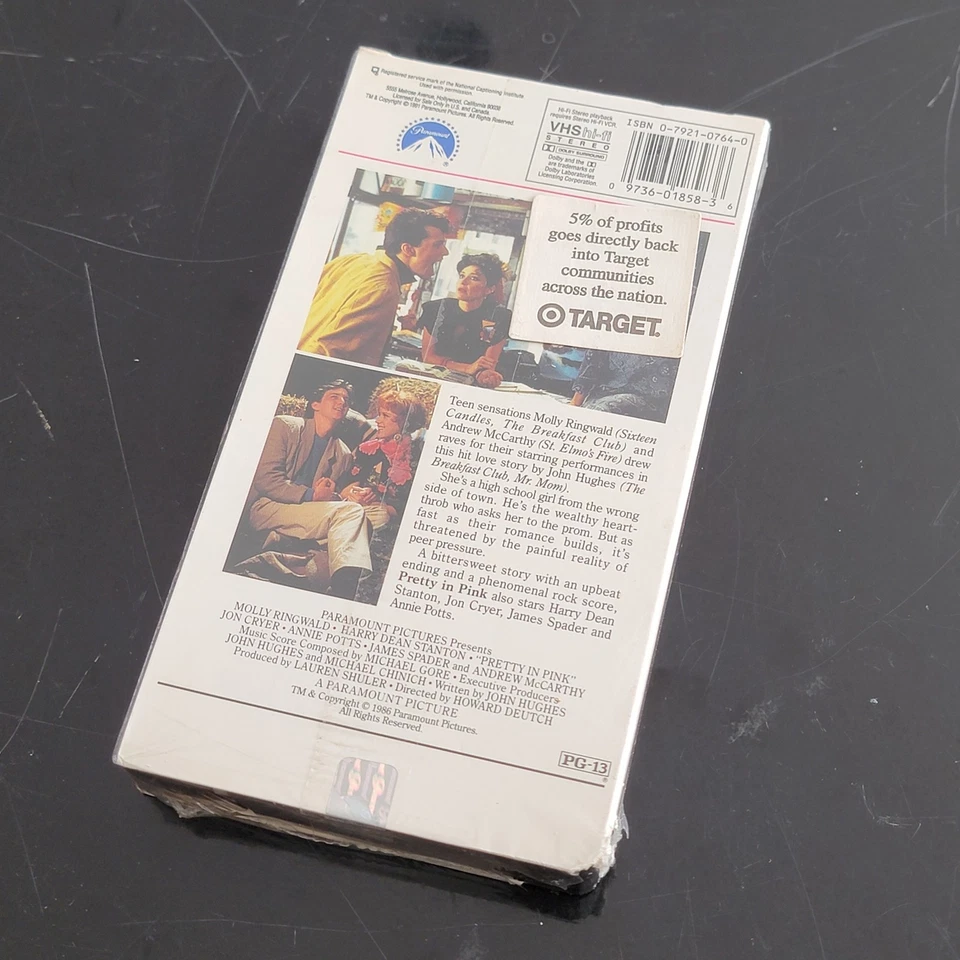 Registered service mark of the National Captioning Institute.
Used with permission.
5555 Melrose Avenue, Hollywood, California 90038
Licensed for Sale Only in U.S. and Canada.
TM & Copyright © 1991 Paramount Pictures. All Rights Reserved.
Paramount
®
Hi-Fi Stereo playback
requires Stereo Hi-Fi VCR.
VHS hi-fi
STEREO
DOLBY SURROUND
Dolby and the
are trademarks of
Dolby Laboratories
Licensing Corporation.
ISBN 0-7921-0764-0
0 9736-01858-3 6
5% of profits
goes directly back
into Target
communities
across the nation.
TARGET.
Teen sensations Molly Ringwald (Sixteen
Candles, The Breakfast Club) and
Andrew McCarthy (St. Elmo's Fire) drew
raves for their starring performances in
this hit love story by John Hughes (The
Breakfast Club, Mr. Mom).
She's a high school girl from the wrong
side of town. He's the wealthy heart-
throb who asks her to the prom. But as
fast as their romance builds, it's
threatened by the painful reality of
peer pressure.
A bittersweet story with an upbeat
ending and a phenomenal rock score,
Pretty in Pink also stars Harry Dean
Stanton, Jon Cryer, James Spader and
Annie Potts.
PARAMOUNT PICTURES Presents
MOLLY RINGWALD • HARRY DEAN STANTON • "PRETTY IN PINK"
JON CRYER • ANNIE POTTS • JAMES SPADER and ANDREW McCARTHY
Music Score Composed by MICHAEL GORE • Executive Producers
JOHN HUGHES and MICHAEL CHINICH • Written by JOHN HUGHES
Produced by LAUREN SHULER • Directed by HOWARD DEUTCH
A PARAMOUNT PICTURE
TM & Copyright © 1986 Paramount Pictures.
All Rights Reserved.
PG-13
®